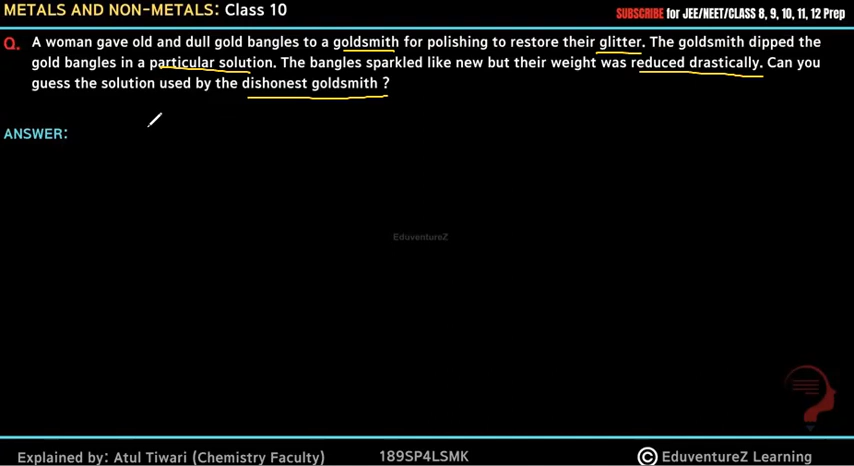 METALS AND NON-METALS: Class 10
SUBSCRIBE for JEE/NEET/CLASS 8, 9, 10, 11, 12 Prep
Q. A woman gave old and dull gold bangles to a goldsmith for polishing to restore their glitter. The goldsmith dipped the
gold bangles in a particular solution. The bangles sparkled like new but their weight was reduced drastically. Can you
guess the solution used by the dishonest goldsmith ?
ANSWER:
EduventureZ
Explained by: Atul Tiwari (Chemistry Faculty)
189SP4LSMK
© EduventureZ Learning